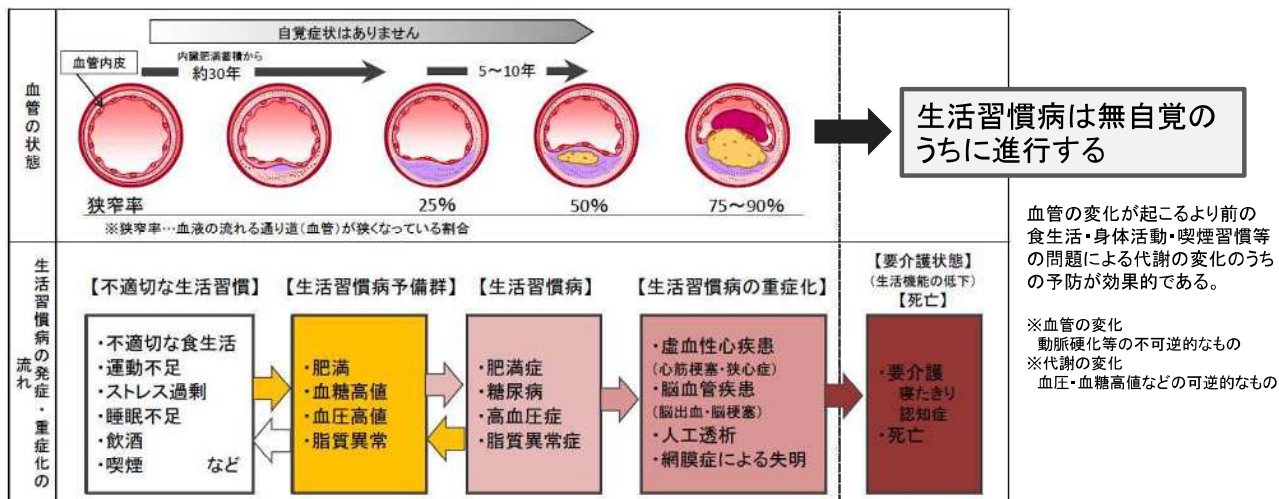 自覚症状はありません
血管内皮
内臓肥満蓄積から
約30年
5～10年
血管の状態
狭窄率
25%
50%
75～90%
※狭窄率…血液の流れる通り道(血管)が狭くなっている割合
生活習慣病は無自覚の
うちに進行する
血管の変化が起こるより前の
食生活・身体活動・喫煙習慣等
の問題による代謝の変化のうち
の予防が効果的である。
※血管の変化
動脈硬化等の不可逆的なもの
※代謝の変化
血圧・血糖高値などの可逆的なもの
生活習慣病の発症・重症化の
流れ
【不適切な生活習慣】
・不適切な食生活
・運動不足
・ストレス過剰
・睡眠不足
・飲酒
・喫煙 など
【生活習慣病予備群】
・肥満
・血糖高値
・血圧高値
・脂質異常
【生活習慣病】
・肥満症
・糖尿病
・高血圧症
・脂質異常症
【生活習慣病の重症化】
・虚血性心疾患
(心筋梗塞・狭心症)
・脳血管疾患
(脳出血・脳梗塞)
・人工透析
・網膜症による失明
【要介護状態】
(生活機能の低下)
【死亡】
・要介護
寝たきり
認知症
・死亡